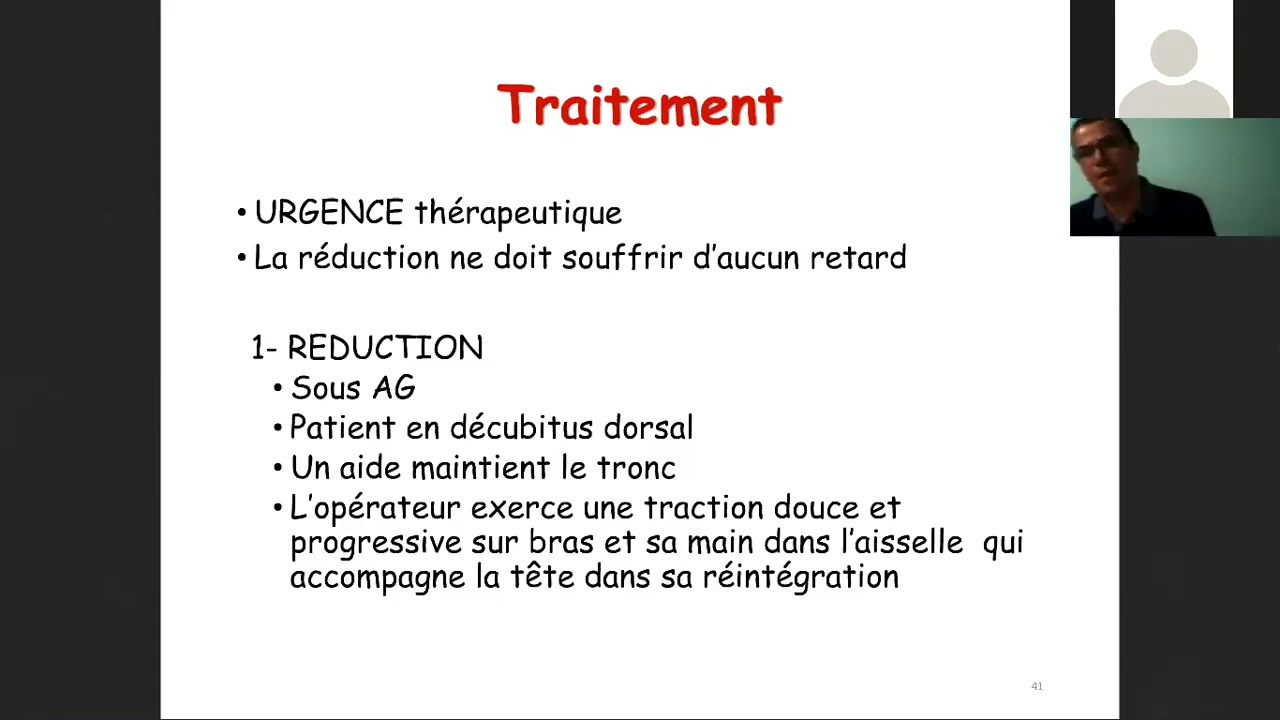 Traitement
• URGENCE thérapeutique
• La réduction ne doit souffrir d’aucun retard
1- REDUCTION
• Sous AG
• Patient en décubitus dorsal
• Un aide maintient le tronc
• L’opérateur exerce une traction douce et
progressive sur bras et sa main dans l’aisselle qui
accompagne la tête dans sa réintégration
41